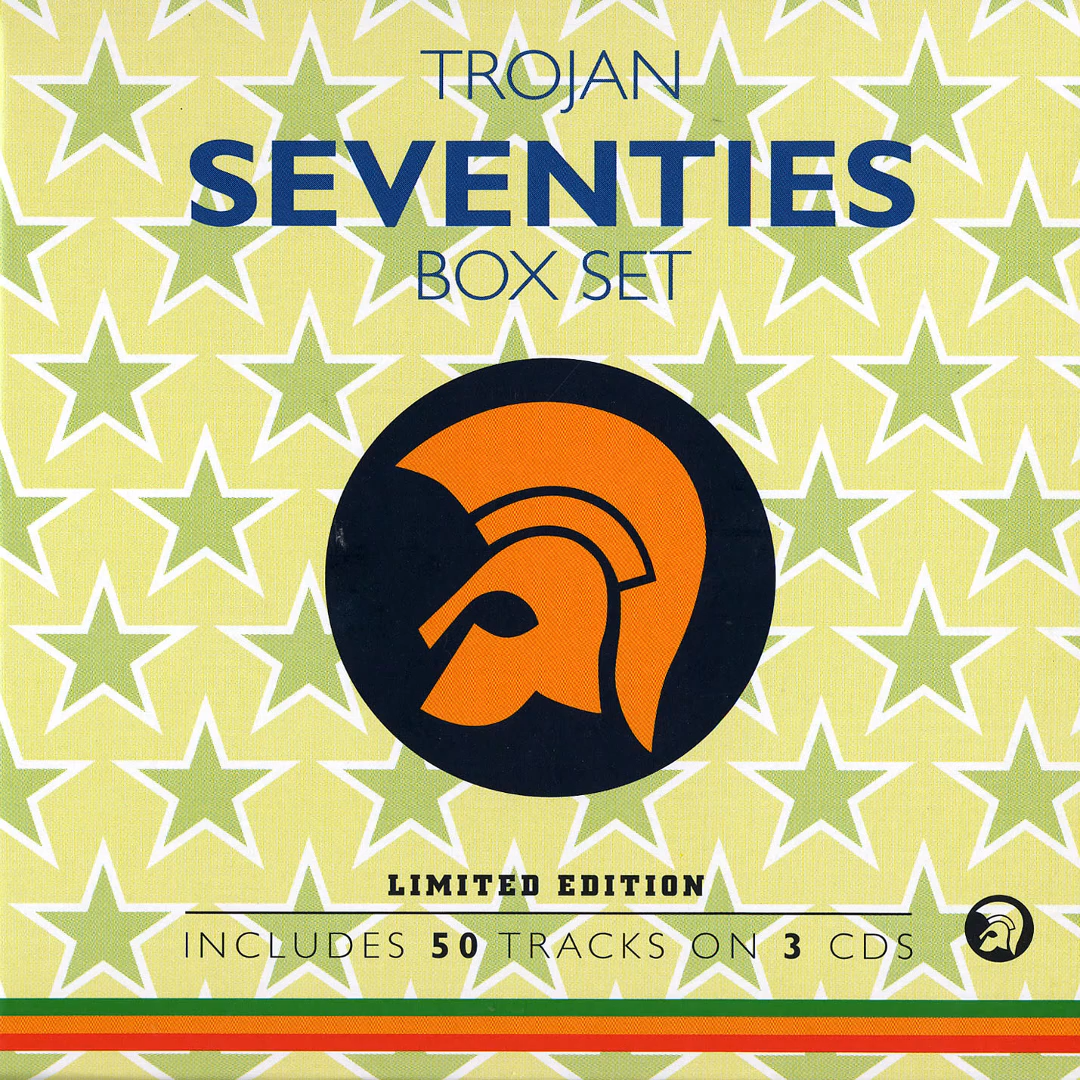 TROJAN
SEVENTIES
BOX SET
LIMITED EDITION
INCLUDES 50 TRACKS ON 3 CDS